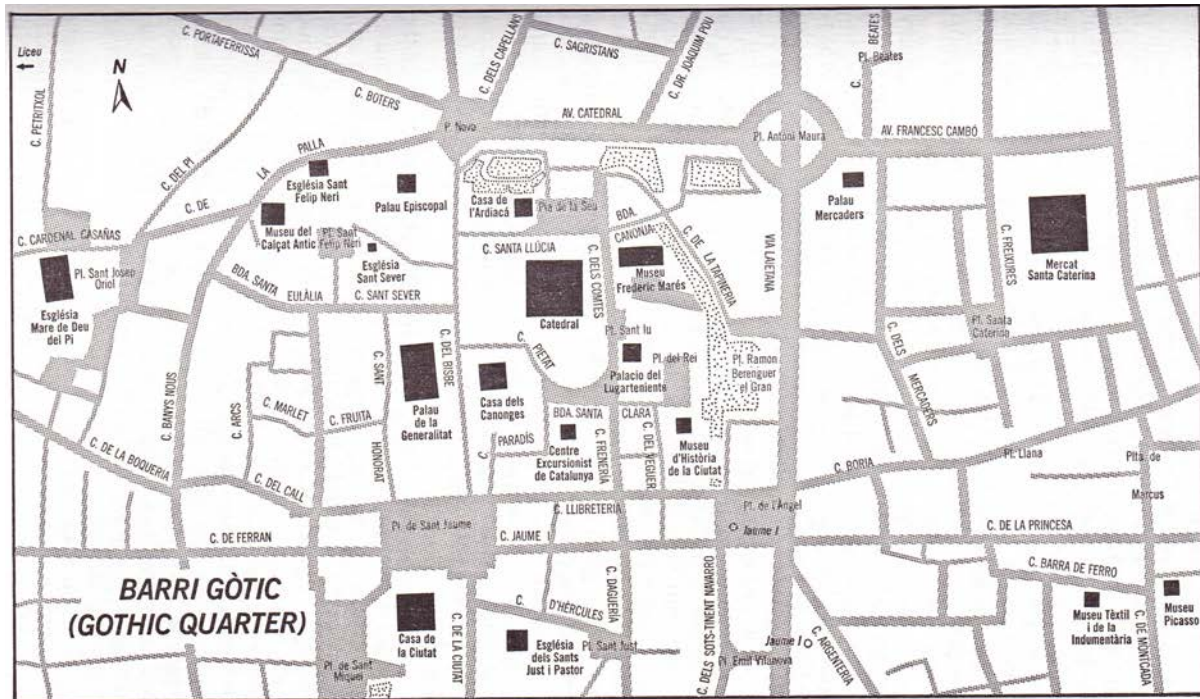 Liceu
N
C. PORTAFERRISSA
C. DELS CAPELLANS
C. SAGRISTANS
C. DR. JOAQUIM POU
C. BEATES
Pl. Beates
C. PETRITXOL
C. BOTERS
AV. CATEDRAL
P. Nova
Pl. Antoni Maura
AV. FRANCESC CAMBÓ
C. DEL PI
C. DE LA PALLA
Església Sant
Felip Neri
Palau Episcopal
Casa de
l'Ardiacà
Pla de la Seu
Palau
Mercaders
Museu del
Calçat Antic
Pl. Sant
Felip Neri
Església
Sant Sever
C. CARDENAL CASAÑAS
Pl. Sant Josep
Oriol
Església
Mare de Deu
del Pi
BDA. SANTA
EULÀLIA
C. SANT SEVER
C. SANTA LLÚCIA
Catedral
C. DELS COMTES
BDA.
CANONJA
Museu
Frederic Marés
C. DE LA TAPINERIA
VIA LAIETANA
C. FREIXURES
Mercat
Santa Caterina
Pl. Santa
Caterina
C. DELS MERCADERS
C. BANYS NOUS
C. ARCS
C. MARLET
C. FRUITA
C. SANT HONORAT
Palau
de la
Generalitat
C. DEL BISBE
C. PIETAT
Casa dels
Canonges
Pl. Sant Iu
Palacio del
Lugarteniente
Pl. del Rei
Pl. Ramon
Berenguer
el Gran
BDA. SANTA CLARA
C. PARADÍS
Centre
Excursionist
de Catalunya
C. FRENERIA
C. DEL VEGUER
Museu
d'Història
de la Ciutat
C. DE LA BOQUERIA
C. DEL CALL
C. BORIA
Pl. Llana
Plta. de
Marcus
Pl. de Sant Jaume
C. LLIBRETERIA
Pl. de l'Àngel
Jaume I
C. DE FERRAN
C. JAUME I
C. DE LA PRINCESA
BARRI GÒTIC
(GOTHIC QUARTER)
Casa de
la Ciutat
C. DE LA CIUTAT
C. D'HÈRCULES
Església
dels Sants
Just i Pastor
Pl. Sant Just
C. DAGUERIA
C. DELS SOTS-TINENT NAVARRO
Jaume I
Pl. Emil Vilanova
C. ARGENTERIA
C. BARRA DE FERRO
Museu Tèxtil
i de la
Indumentària
C. DE MONTCADA
Museu
Picasso
Pl. de Sant
Miquel